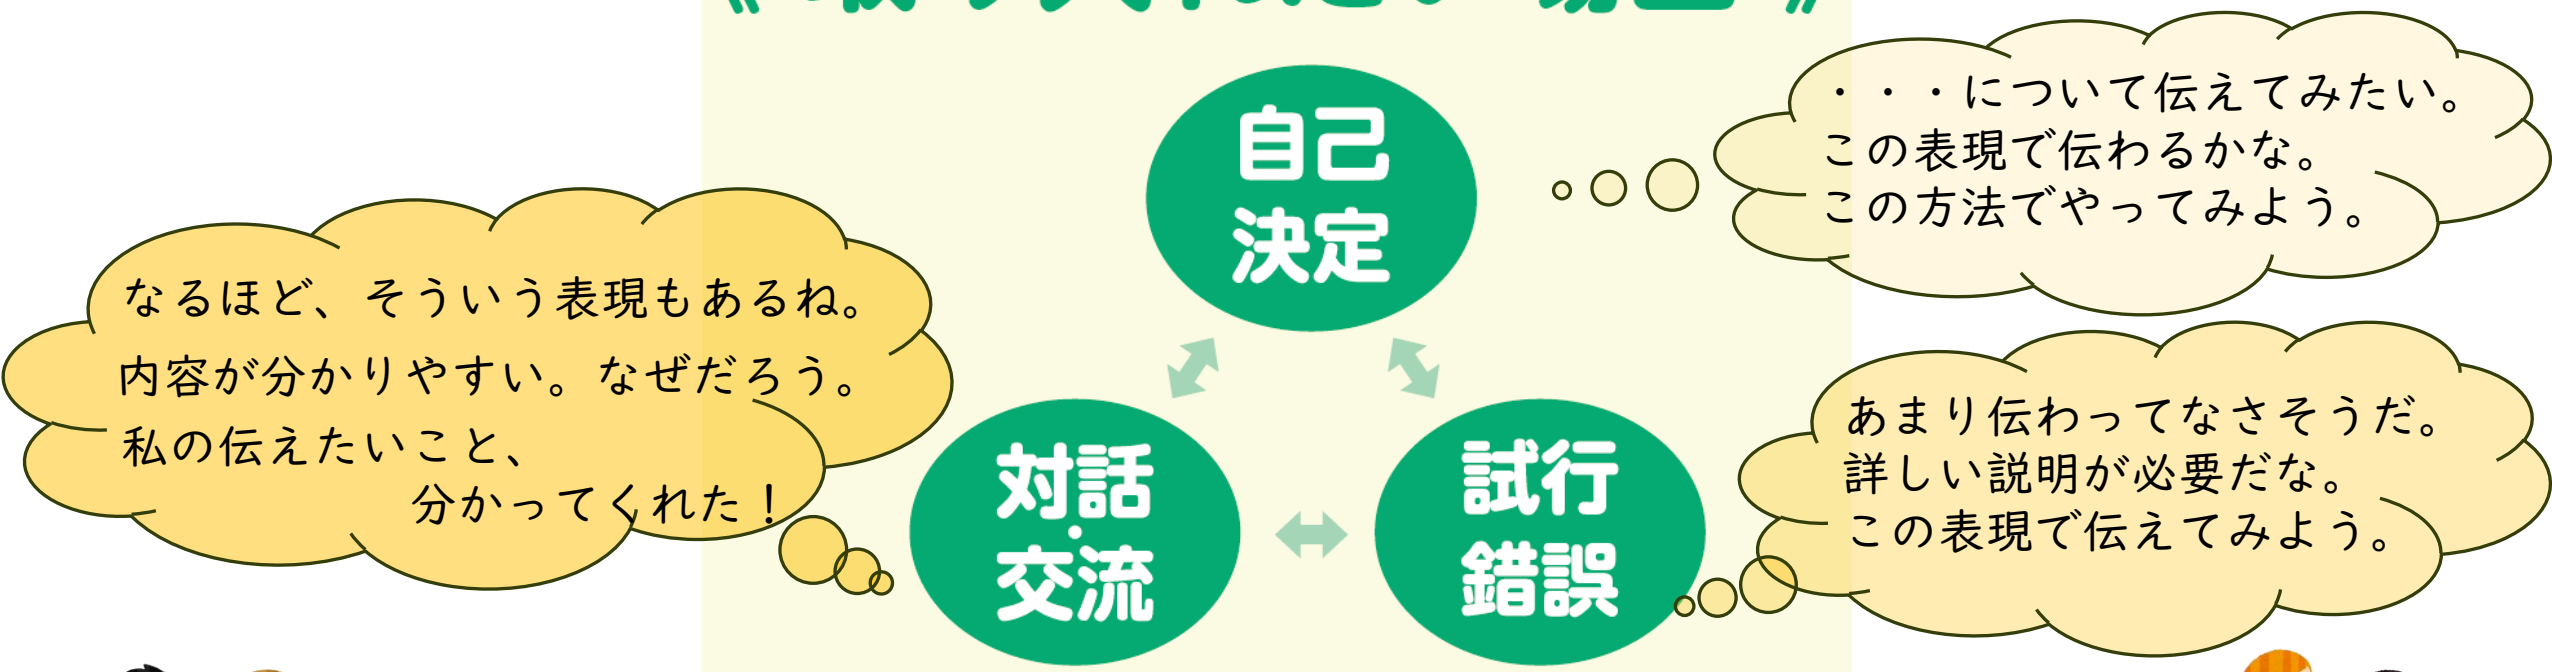 自己
決定
・・・について伝えてみたい。
この表現で伝わるかな。
この方法でやってみよう。
なるほど、そういう表現もあるね。
内容が分かりやすい。なぜだろう。
私の伝えたいこと、
分かってくれた！
対話
・
交流
試行
錯誤
あまり伝わってなさそうだ。
詳しい説明が必要だな。
この表現で伝えてみよう。